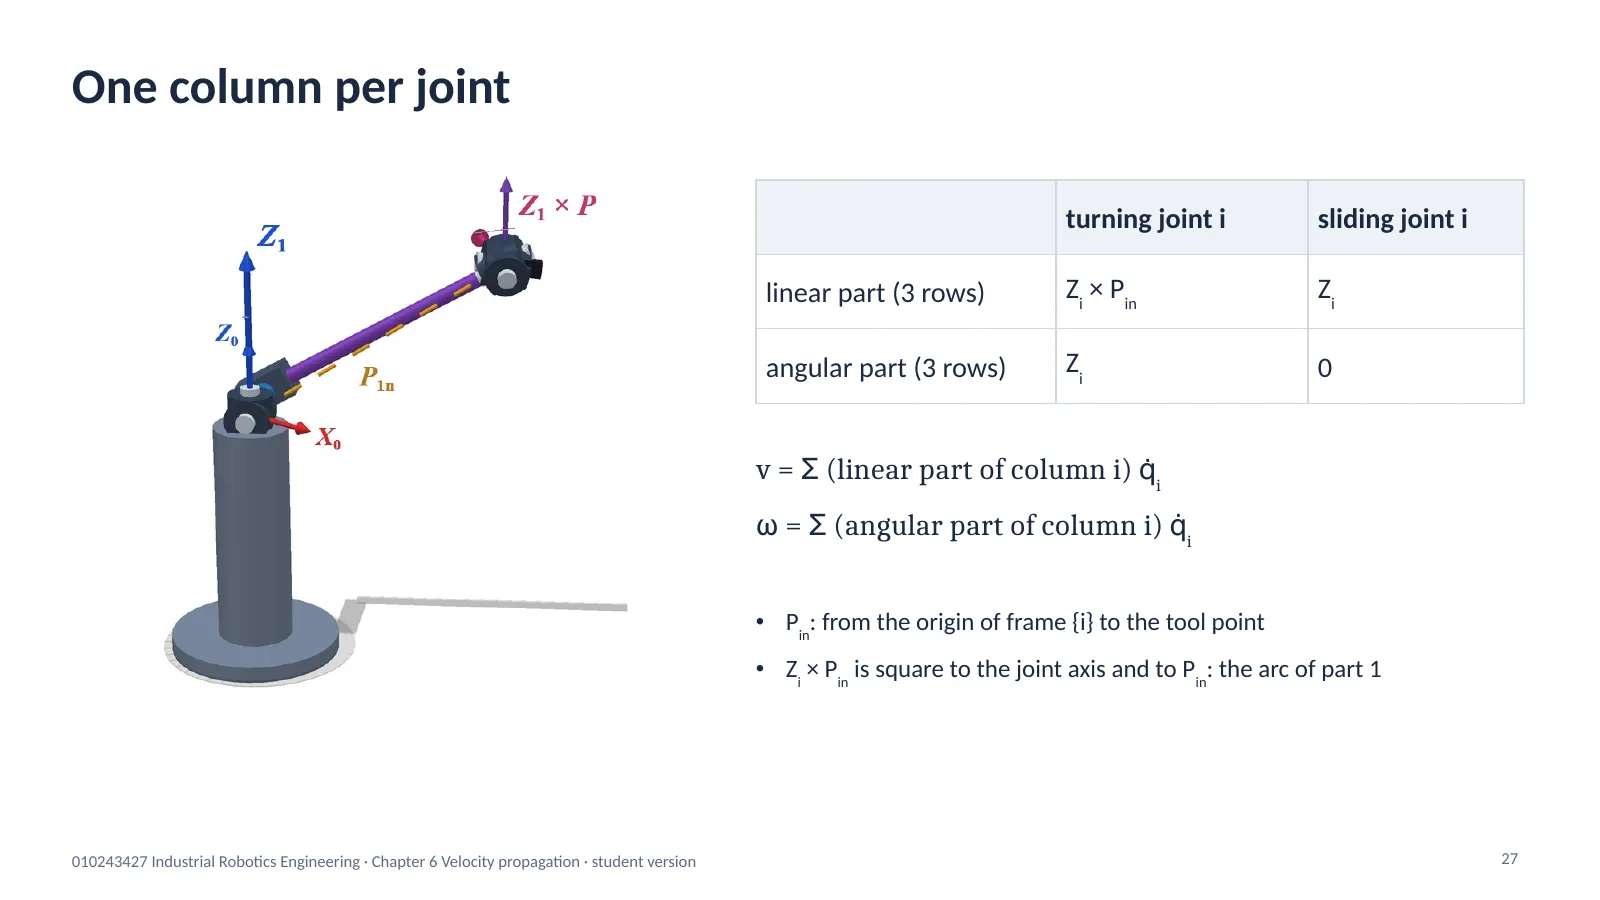 One column per joint
Z₁ × P
Z₁
Z₀
P₁ₙ
X₀
turning joint i sliding joint i
linear part (3 rows) Zᵢ × Pᵢₙ Zᵢ
angular part (3 rows) Zᵢ 0
v = Σ (linear part of column i) q̇ᵢ
ω = Σ (angular part of column i) q̇ᵢ
• Pᵢₙ: from the origin of frame {i} to the tool point
• Zᵢ × Pᵢₙ is square to the joint axis and to Pᵢₙ: the arc of part 1
010243427 Industrial Robotics Engineering · Chapter 6 Velocity propagation · student version
27